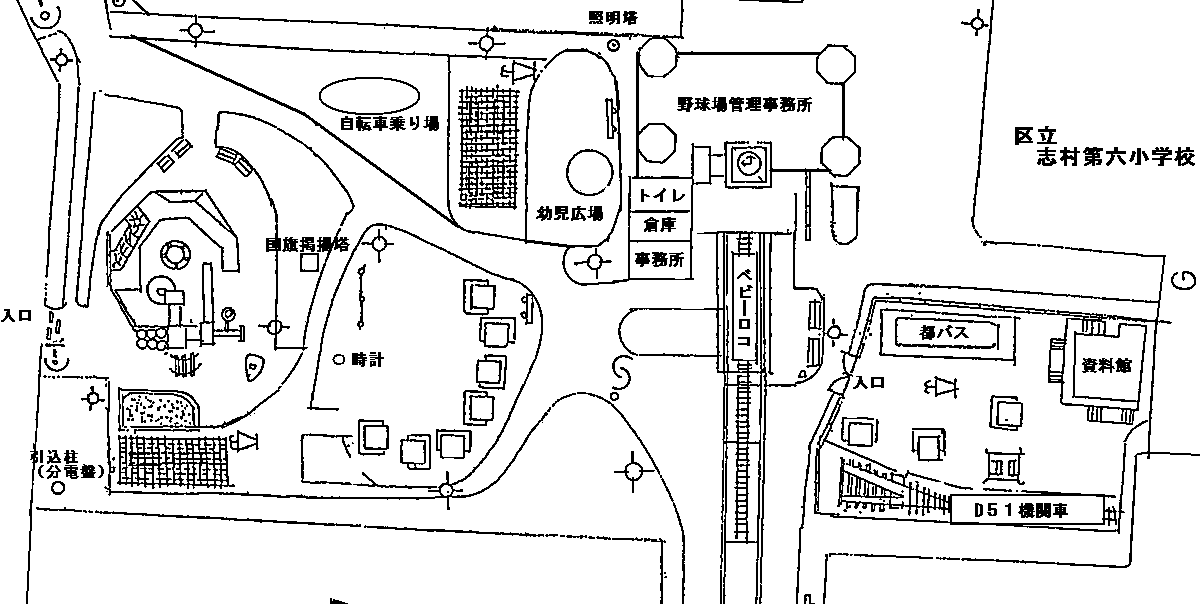 照明塔
野球場管理事務所
自転車乗り場
区立
志村第六小学校
トイレ
幼児広場
倉庫
国旗掲揚塔
事務所
ベビーロコ
入口
都バス
時計
資料館
入口
引込柱
(分電盤)
D51機関車